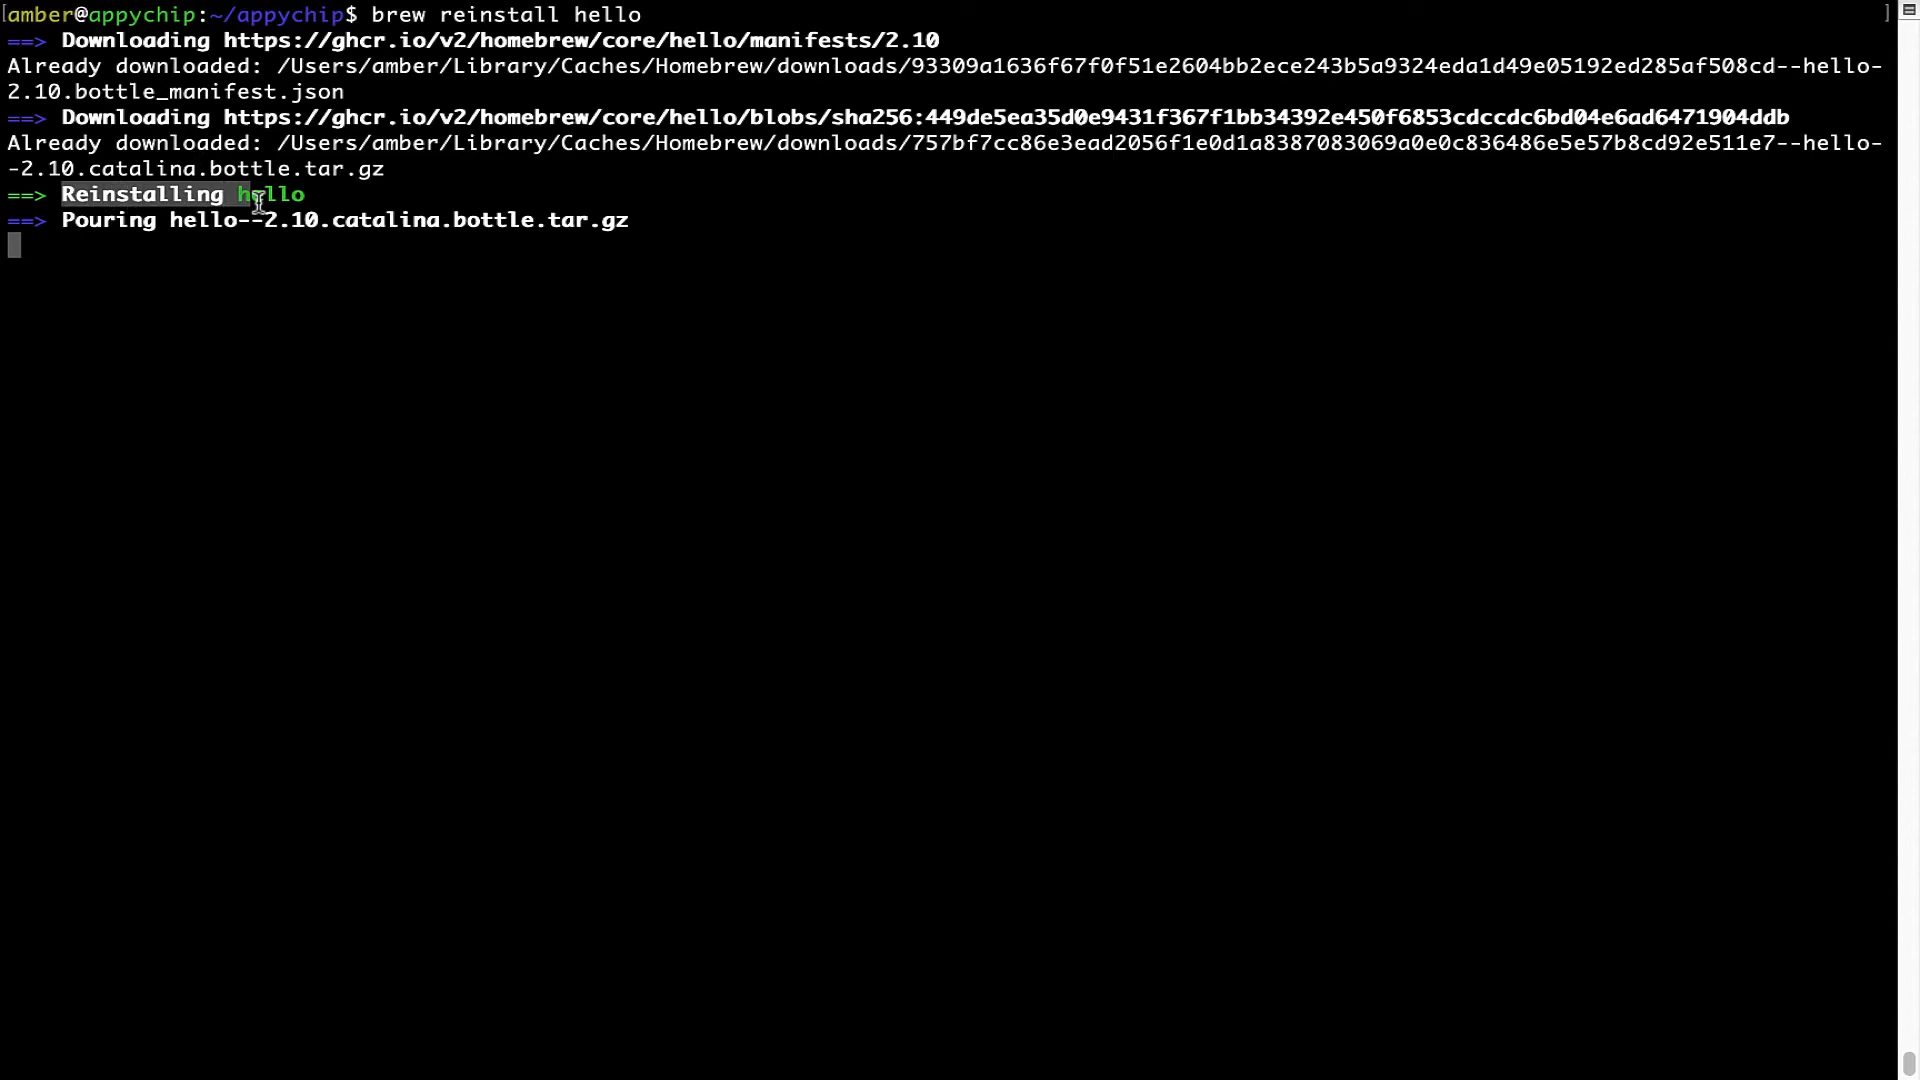 [amber@appychip:~/appychip$ brew reinstall hello ]
==> Downloading https://ghcr.io/v2/homebrew/core/hello/manifests/2.10
Already downloaded: /Users/amber/Library/Caches/Homebrew/downloads/93309a1636f67f0f51e2604bb2ece243b5a9324eda1d49e05192ed285af508cd--hello-
2.10.bottle_manifest.json
==> Downloading https://ghcr.io/v2/homebrew/core/hello/blobs/sha256:449de5ea35d0e9431f367f1bb34392e450f6853cdccdc6bd04e6ad6471904ddb
Already downloaded: /Users/amber/Library/Caches/Homebrew/downloads/757bf7cc86e3ead2056f1e0d1a8387083069a0e0c836486e5e57b8cd92e511e7--hello-
-2.10.catalina.bottle.tar.gz
==> Reinstalling hello
==> Pouring hello--2.10.catalina.bottle.tar.gz